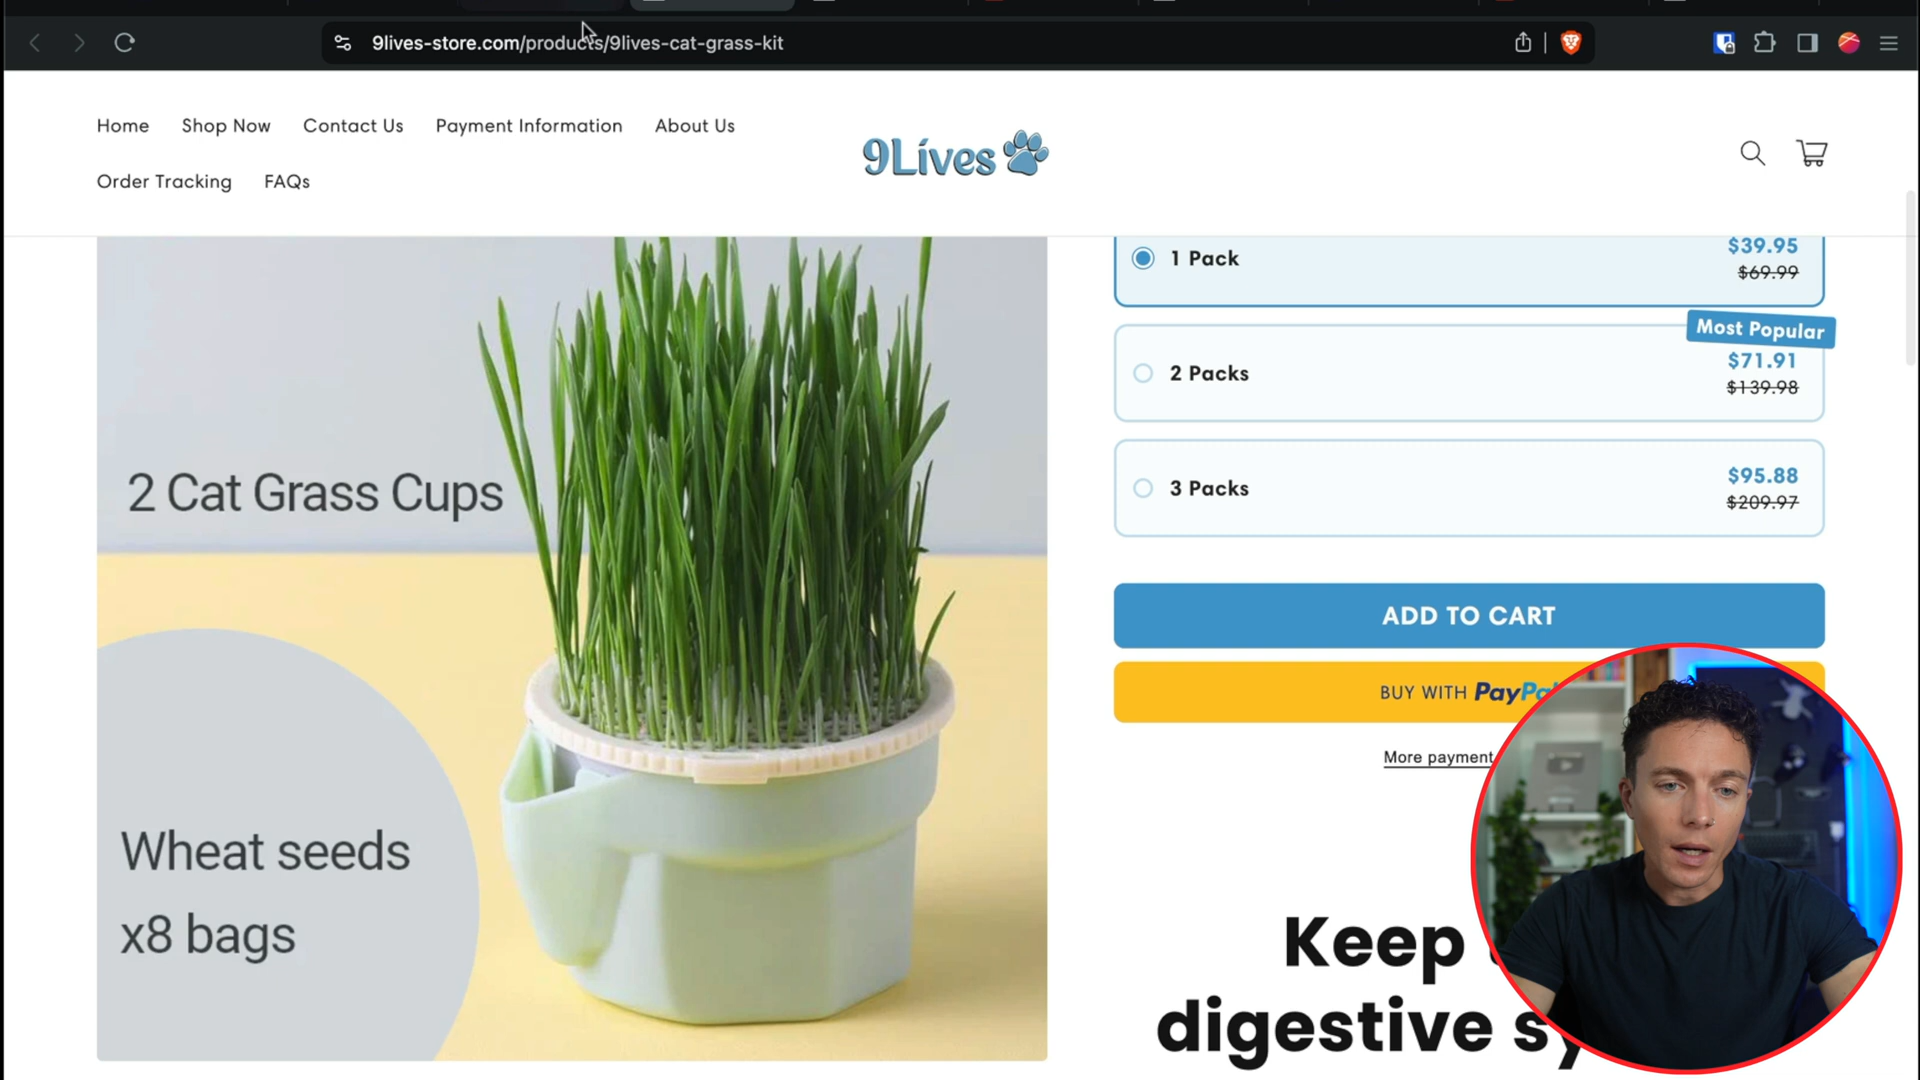 9lives-store.com/products/9lives-cat-grass-kit
Home Shop Now Contact Us Payment Information About Us
Order Tracking FAQs
9Lives
1 Pack
$39.95
$69.99
Most Popular
2 Packs
$71.91
$139.98
3 Packs
$95.88
$209.97
2 Cat Grass Cups
Wheat seeds
x8 bags
ADD TO CART
BUY WITH PayPal
More payment
Keep
digestive